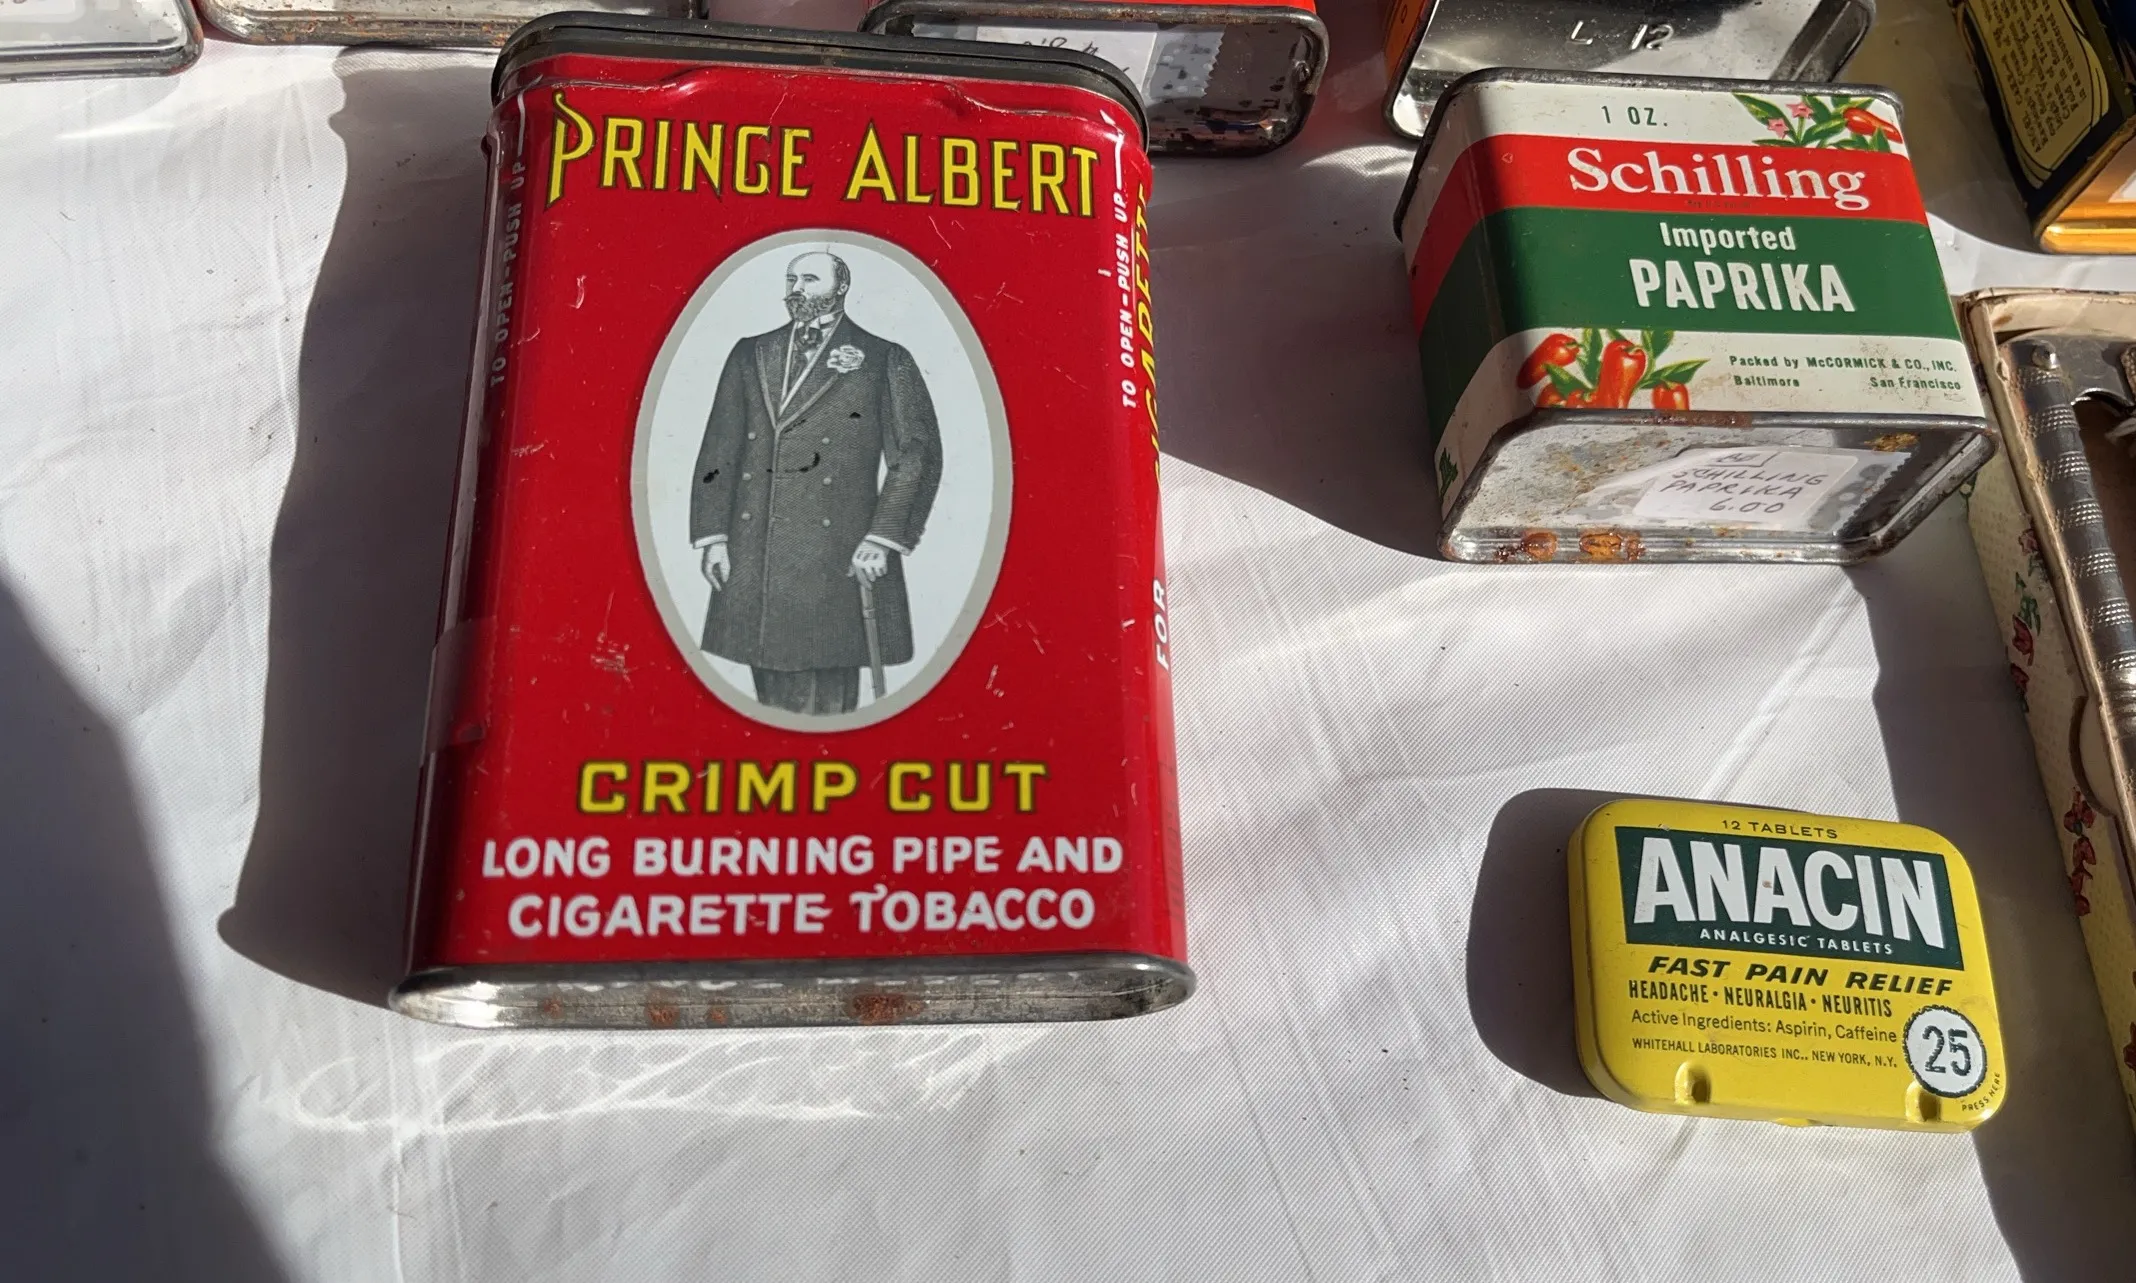 PRINCE ALBERT
TO OPEN-PUSH UP
TO OPEN-PUSH UP
CRIMP CUT
LONG BURNING PIPE AND
CIGARETTE TOBACCO
FOR
L 12
1 OZ.
Schilling
Imported
PAPRIKA
Packed by McCORMICK & CO., INC.
Baltimore San Francisco
SCHILLING
PAPRIKA
6.00
12 TABLETS
ANACIN
ANALGESIC TABLETS
FAST PAIN RELIEF
HEADACHE • NEURALGIA • NEURITIS
Active Ingredients: Aspirin, Caffeine
WHITEHALL LABORATORIES INC., NEW YORK, N.Y.
25
PRESS HERE